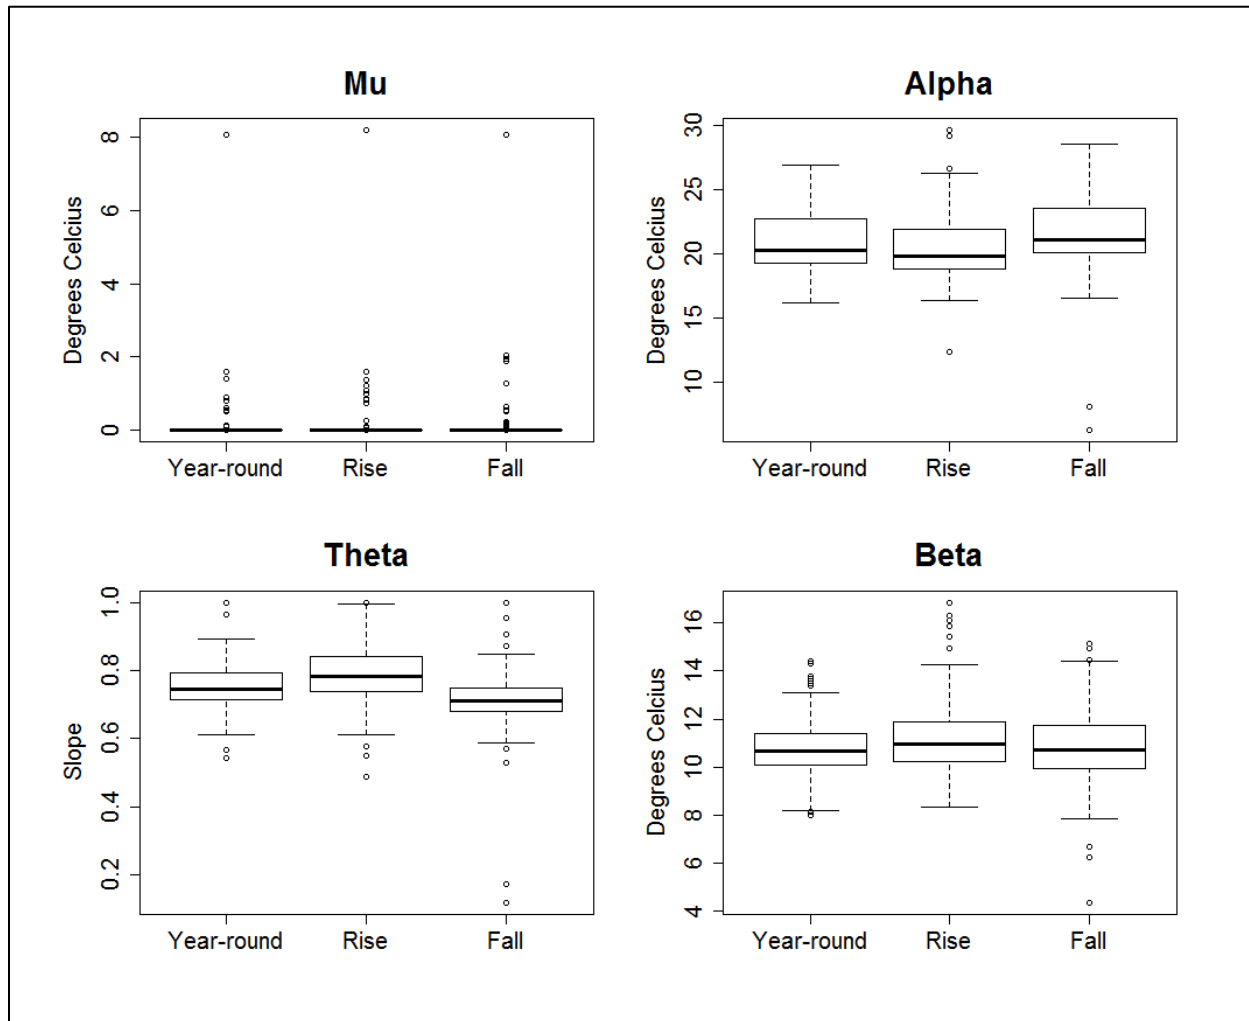 Mu
Degrees Celcius
8
6
4
2
0
Year-round Rise Fall
Alpha
Degrees Celcius
30
25
20
15
10
Year-round Rise Fall
Theta
Slope
1.0
0.8
0.6
0.4
0.2
Year-round Rise Fall
Beta
Degrees Celcius
16
14
12
10
8
6
4
Year-round Rise Fall